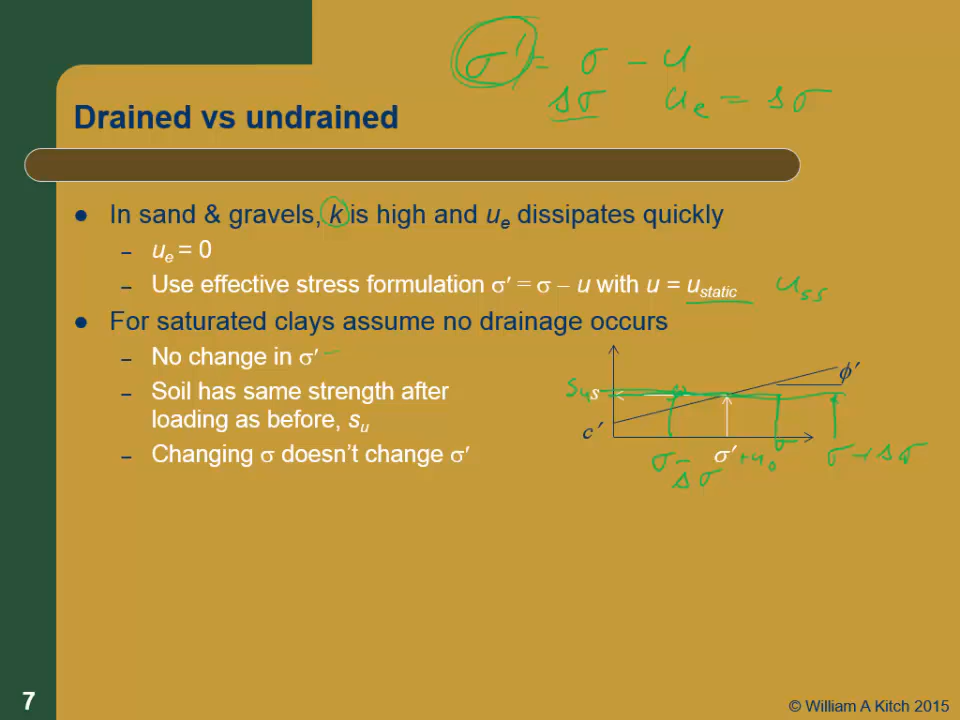 σ′ = σ − u
Δσ   u_e = Δσ
Drained vs undrained
● In sand & gravels, k is high and u_e dissipates quickly
– u_e = 0
– Use effective stress formulation σ′ = σ − u with u = u_static   u_ss
● For saturated clays assume no drainage occurs
– No change in σ′
– Soil has same strength after
loading as before, s_u
– Changing σ doesn’t change σ′
ϕ′
s_u s
c′
σ − Δσ   σ′ + u_0   σ   σ + Δσ
7
© William A Kitch 2015